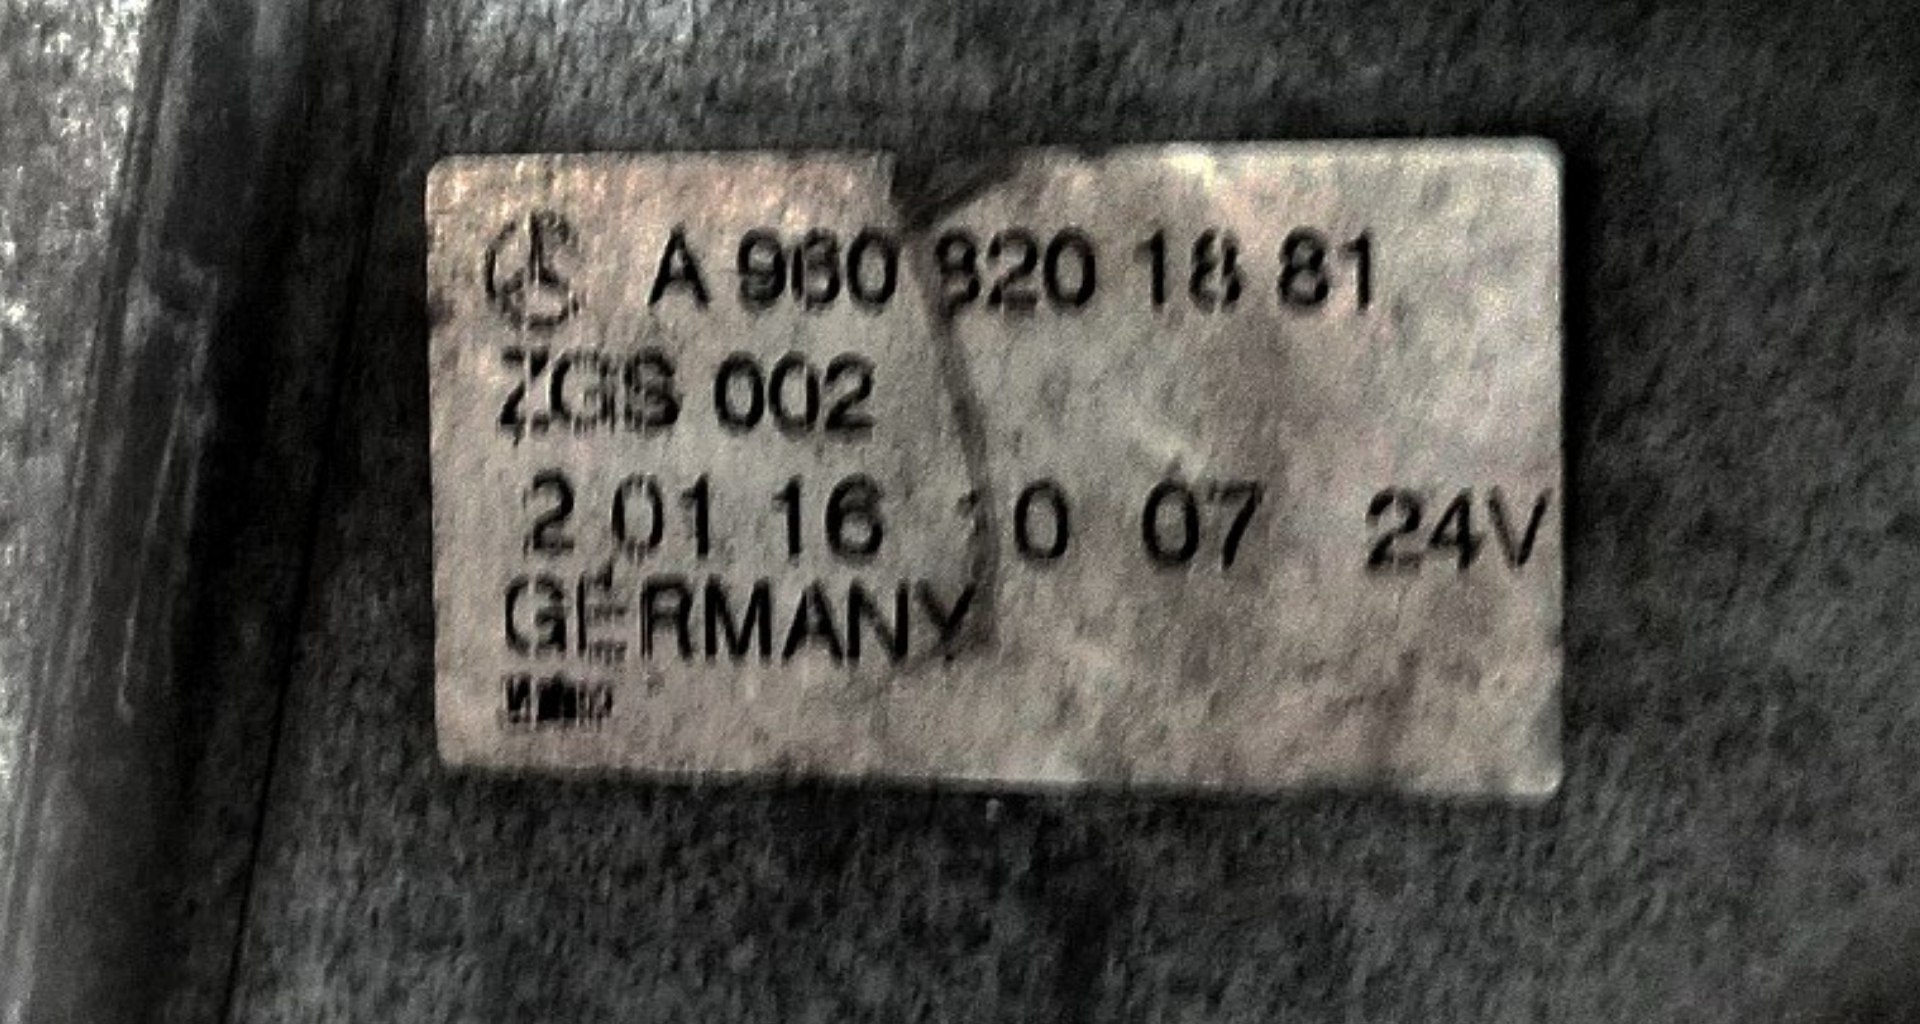 A 960 820 18 81
ZGS 002
2 01 16 10 07 24V
GERMANY